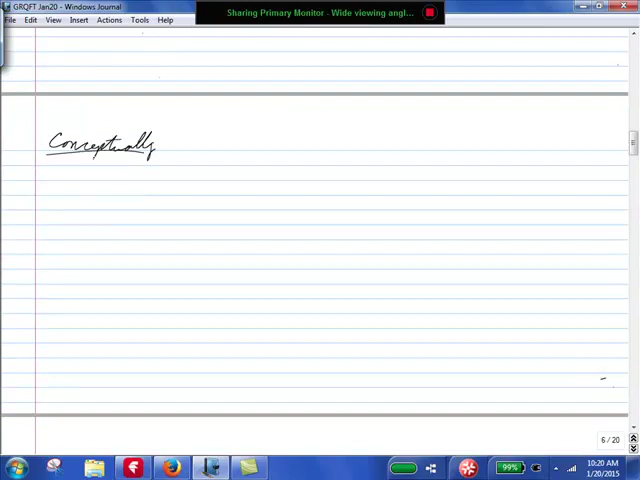 GRQFT Jan20 - Windows Journal
Sharing Primary Monitor - Wide viewing angl...
File Edit View Insert Actions Tools Help
Conceptually
6 / 20
99%
10:20 AM
1/20/2015